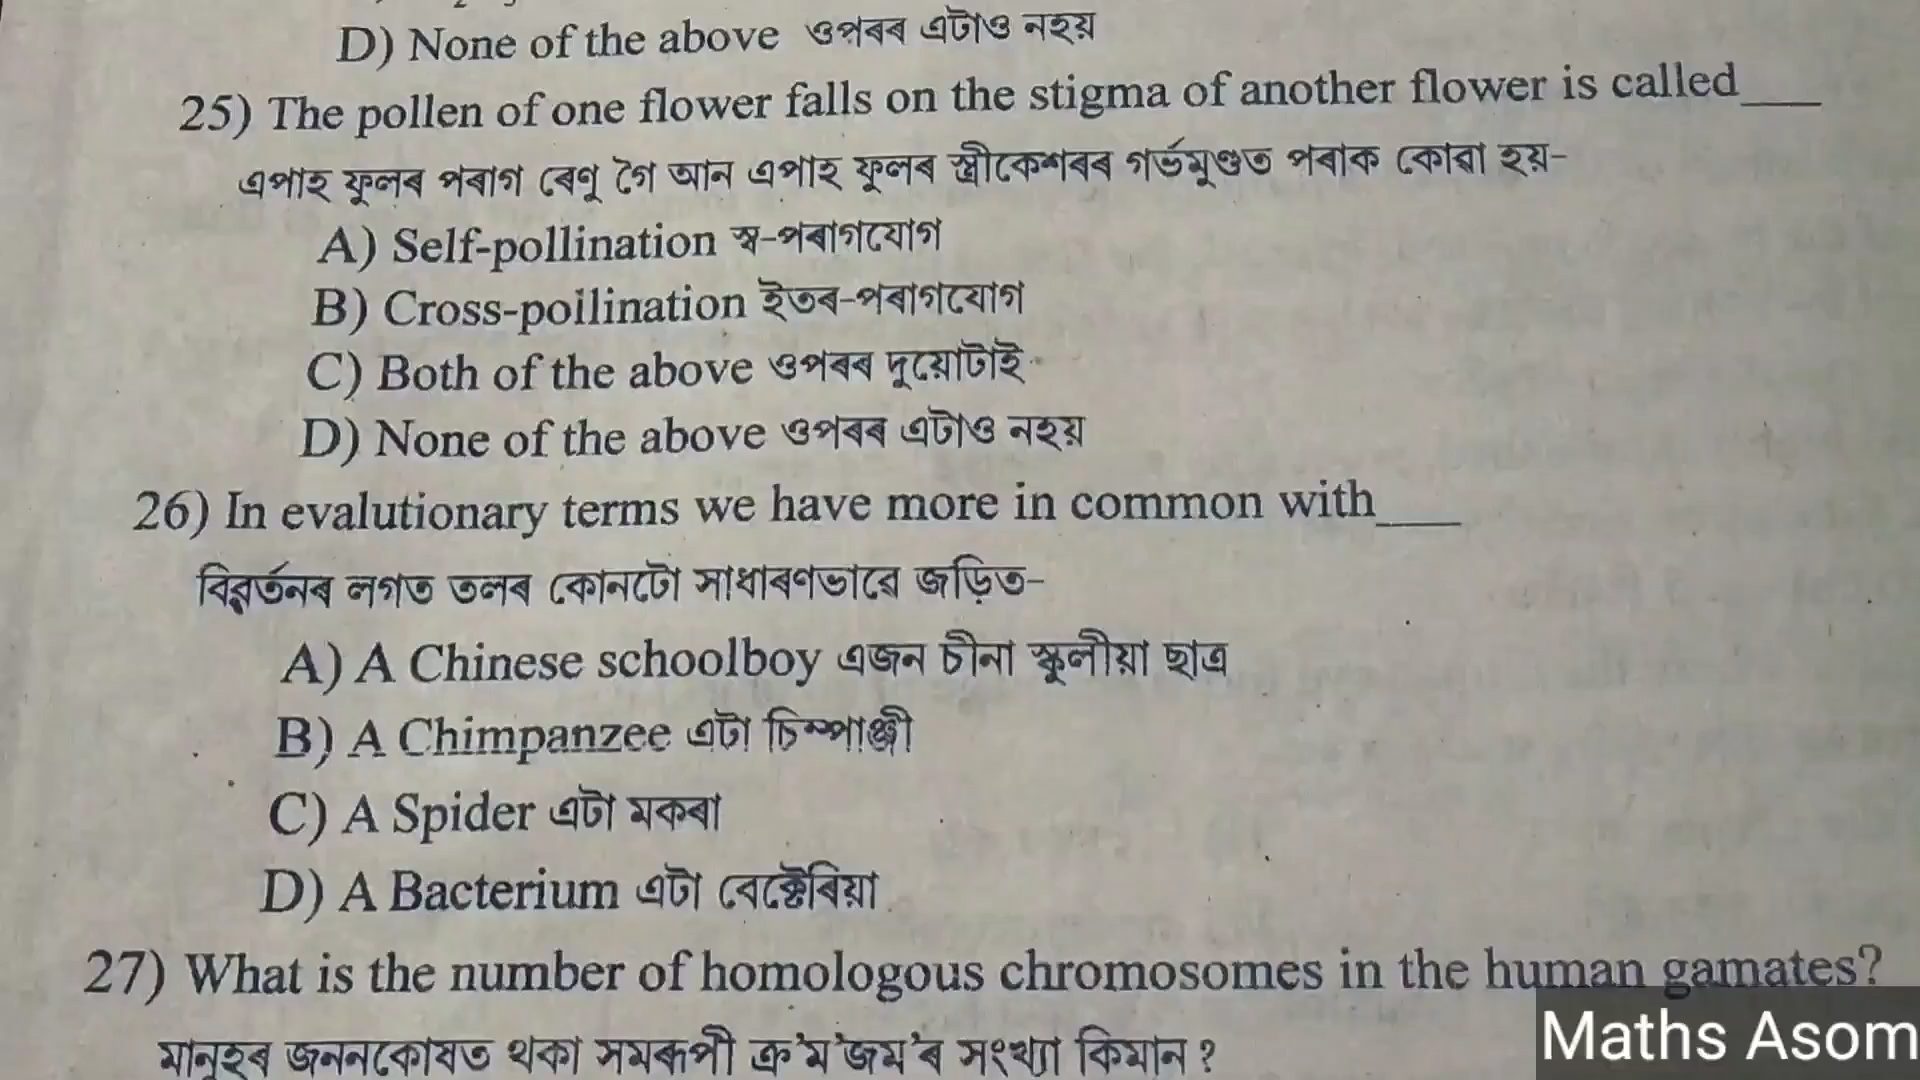 D) None of the above ওপৰৰ এটাও নহয়
25) The pollen of one flower falls on the stigma of another flower is called____
এপাহ ফুলৰ পৰাগ ৰেণু গৈ আন এপাহ ফুলৰ স্ত্ৰীকেশৰৰ গৰ্ভমুণ্ডত পৰাক কোৱা হয়-
A) Self-pollination স্ব-পৰাগযোগ
B) Cross-pollination ইতৰ-পৰাগযোগ
C) Both of the above ওপৰৰ দুয়োটাই
D) None of the above ওপৰৰ এটাও নহয়
26) In evalutionary terms we have more in common with____
বিৱৰ্তনৰ লগত তলৰ কোনটো সাধাৰণভাৱে জড়িত-
A) A Chinese schoolboy এজন চীনা স্কুলীয়া ছাত্ৰ
B) A Chimpanzee এটা চিম্পাঞ্জী
C) A Spider এটা মকৰা
D) A Bacterium এটা বেক্টেৰিয়া
27) What is the number of homologous chromosomes in the human gamates?
মানুহৰ জননকোষত থকা সমৰূপী ক্ৰ'ম'জম'ৰ সংখ্যা কিমান ?
Maths Asom